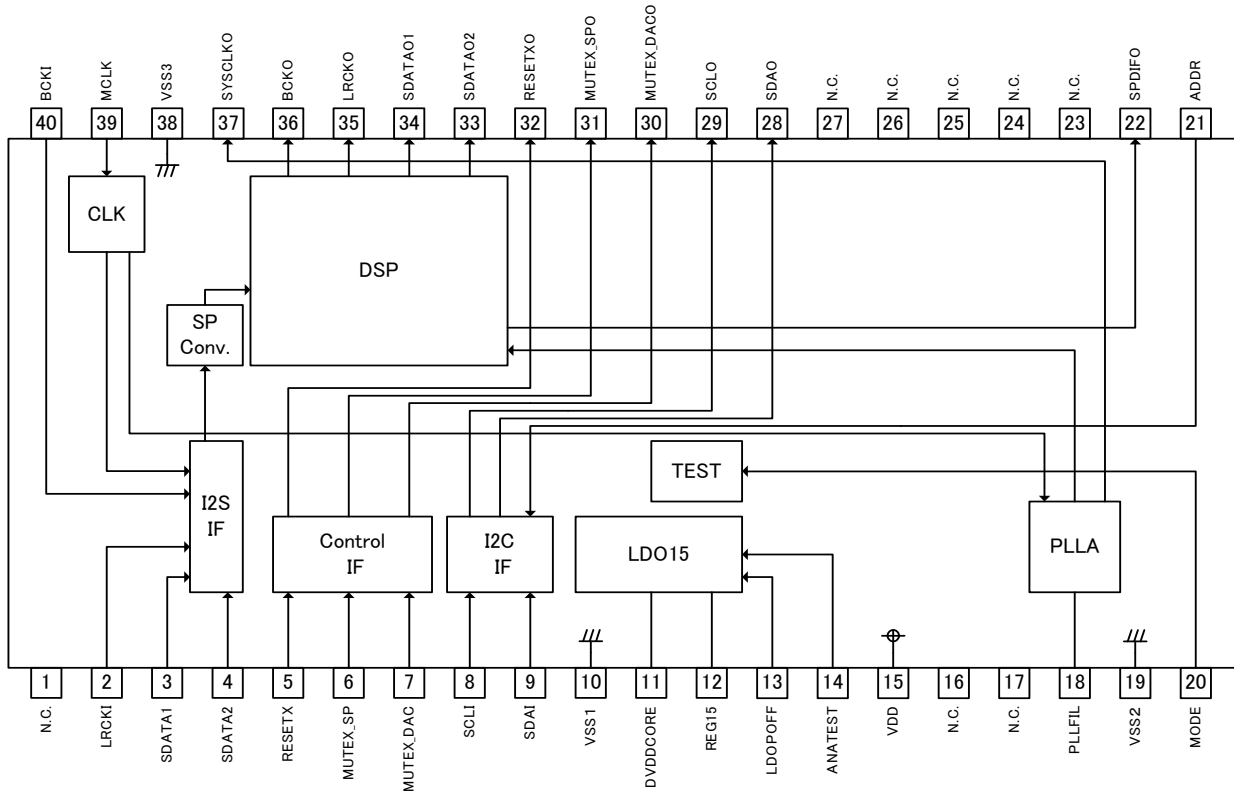 BCKI
MCLK
VSS3
SYSCLKO
BCKO
LRCKO
SDATAO1
SDATAO2
RESETXO
MUTEX_SPO
MUTEX_DACO
SCLO
SDAO
N.C.
N.C.
N.C.
N.C.
N.C.
SPDIFO
ADDR
40
39
38
37
36
35
34
33
32
31
30
29
28
27
26
25
24
23
22
21
CLK
DSP
SP
Conv.
I2S
IF
Control
IF
I2C
IF
TEST
LDO15
PLLA
1
2
3
4
5
6
7
8
9
10
11
12
13
14
15
16
17
18
19
20
N.C.
LRCKI
SDATA1
SDATA2
RESETX
MUTEX_SP
MUTEX_DAC
SCLI
SDAI
VSS1
DVDDCORE
REG15
LDOPOFF
ANATEST
VDD
N.C.
N.C.
PLLFIL
VSS2
MODE